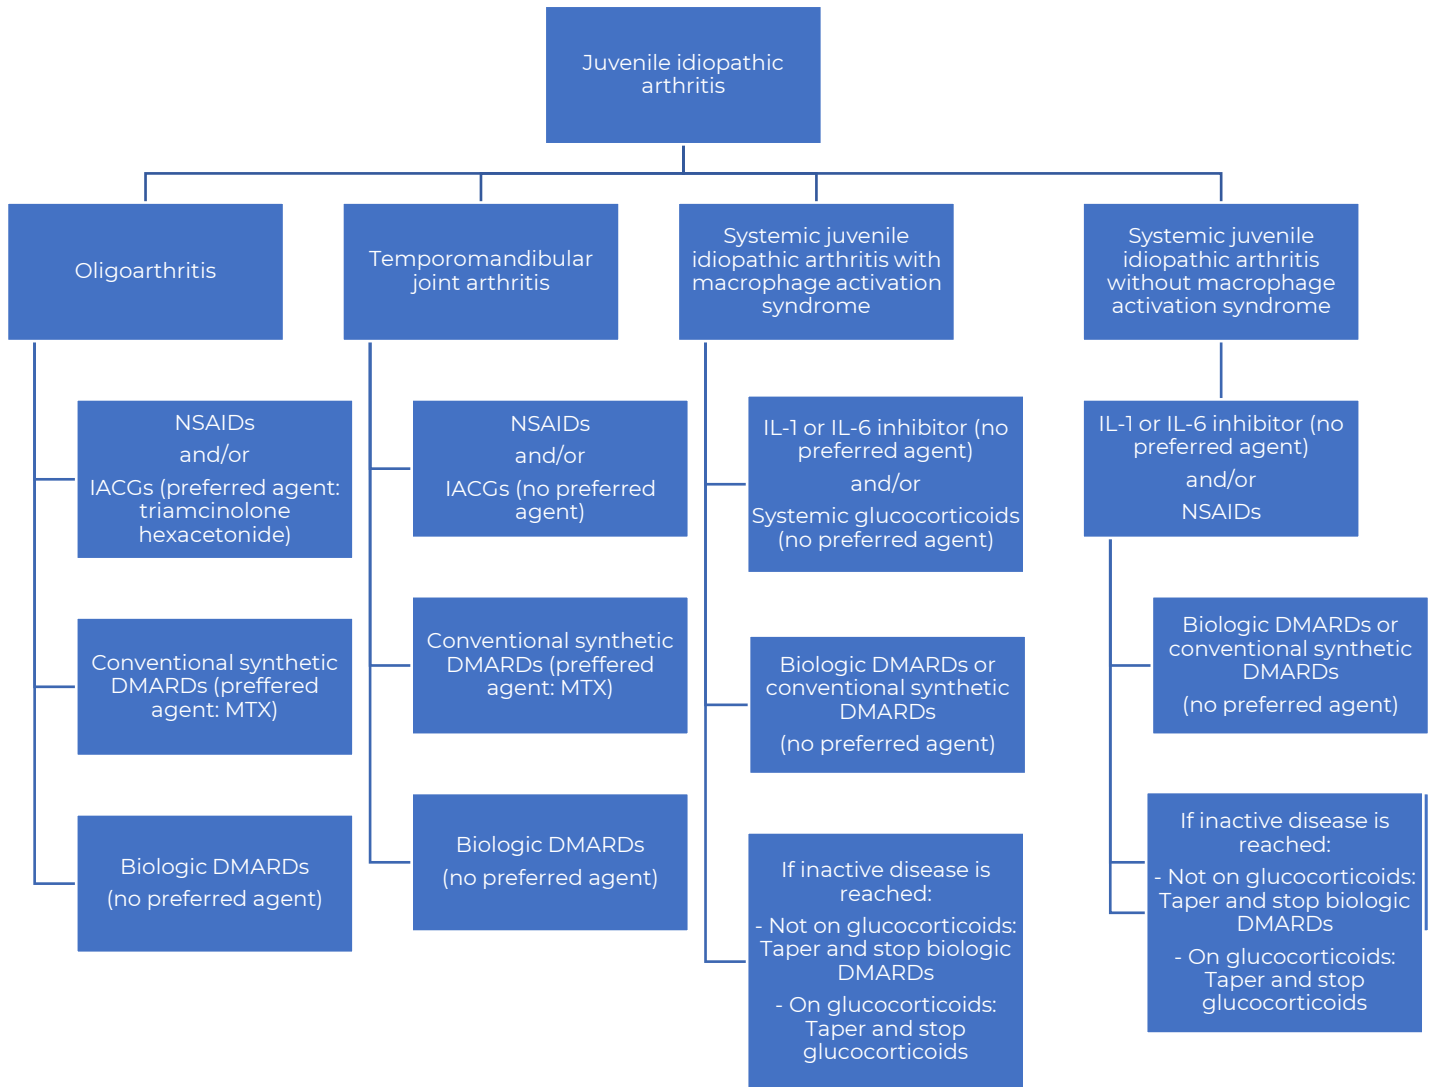 Juvenile idiopathic
arthritis
Oligoarthritis
Temporomandibular
joint arthritis
Systemic juvenile
idiopathic arthritis with
macrophage activation
syndrome
Systemic juvenile
idiopathic arthritis
without macrophage
activation syndrome
NSAIDs
and/or
IACGs (preferred agent:
triamcinolone
hexacetonide)
Conventional synthetic
DMARDs (preffered
agent: MTX)
Biologic DMARDs
(no preferred agent)
NSAIDs
and/or
IACGs (no preferred
agent)
Conventional synthetic
DMARDs (preffered
agent: MTX)
Biologic DMARDs
(no preferred agent)
IL-1 or IL-6 inhibitor (no
preferred agent)
and/or
Systemic glucocorticoids
(no preferred agent)
Biologic DMARDs or
conventional synthetic
DMARDs
(no preferred agent)
If inactive disease is
reached:
- Not on glucocorticoids:
Taper and stop biologic
DMARDs
- On glucocorticoids:
Taper and stop
glucocorticoids
IL-1 or IL-6 inhibitor (no
preferred agent)
and/or
NSAIDs
Biologic DMARDs or
conventional synthetic
DMARDs
(no preferred agent)
If inactive disease is
reached:
- Not on glucocorticoids:
Taper and stop biologic
DMARDs
- On glucocorticoids:
Taper and stop
glucocorticoids